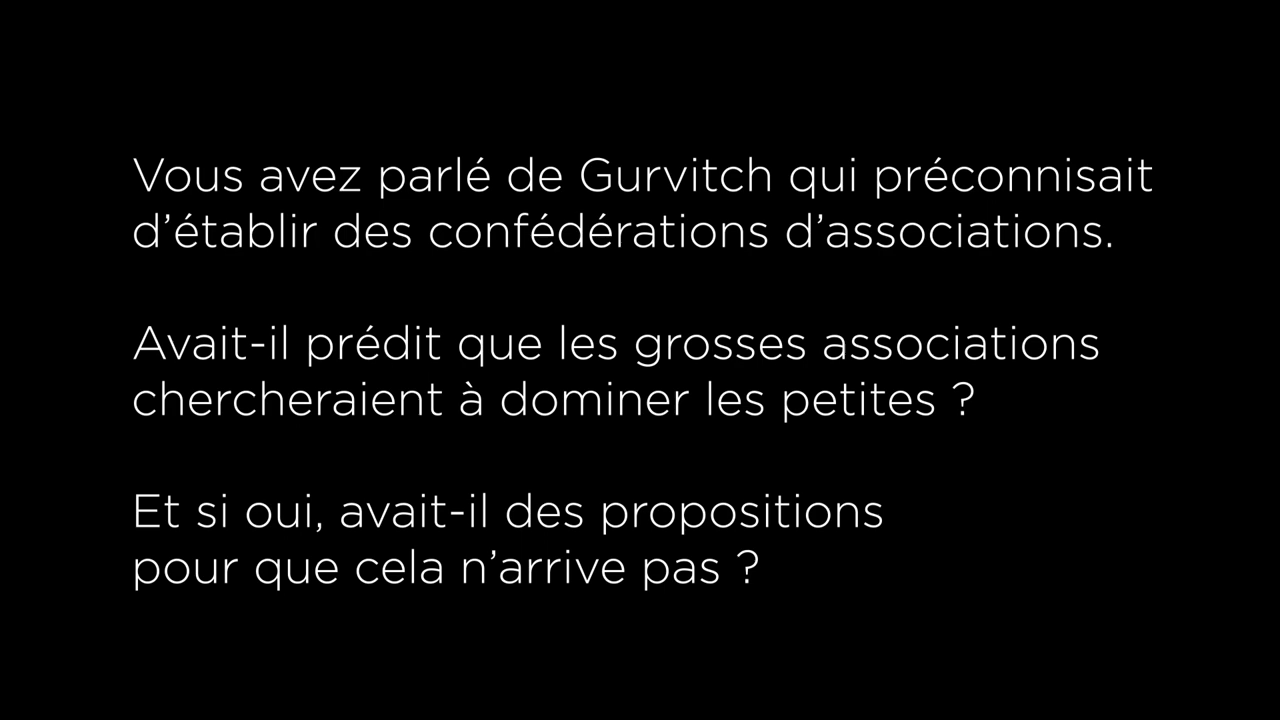 Vous avez parlé de Gurvitch qui préconnisait
d’établir des confédérations d’associations.
Avait-il prédit que les grosses associations
chercheraient à dominer les petites ?
Et si oui, avait-il des propositions
pour que cela n’arrive pas ?